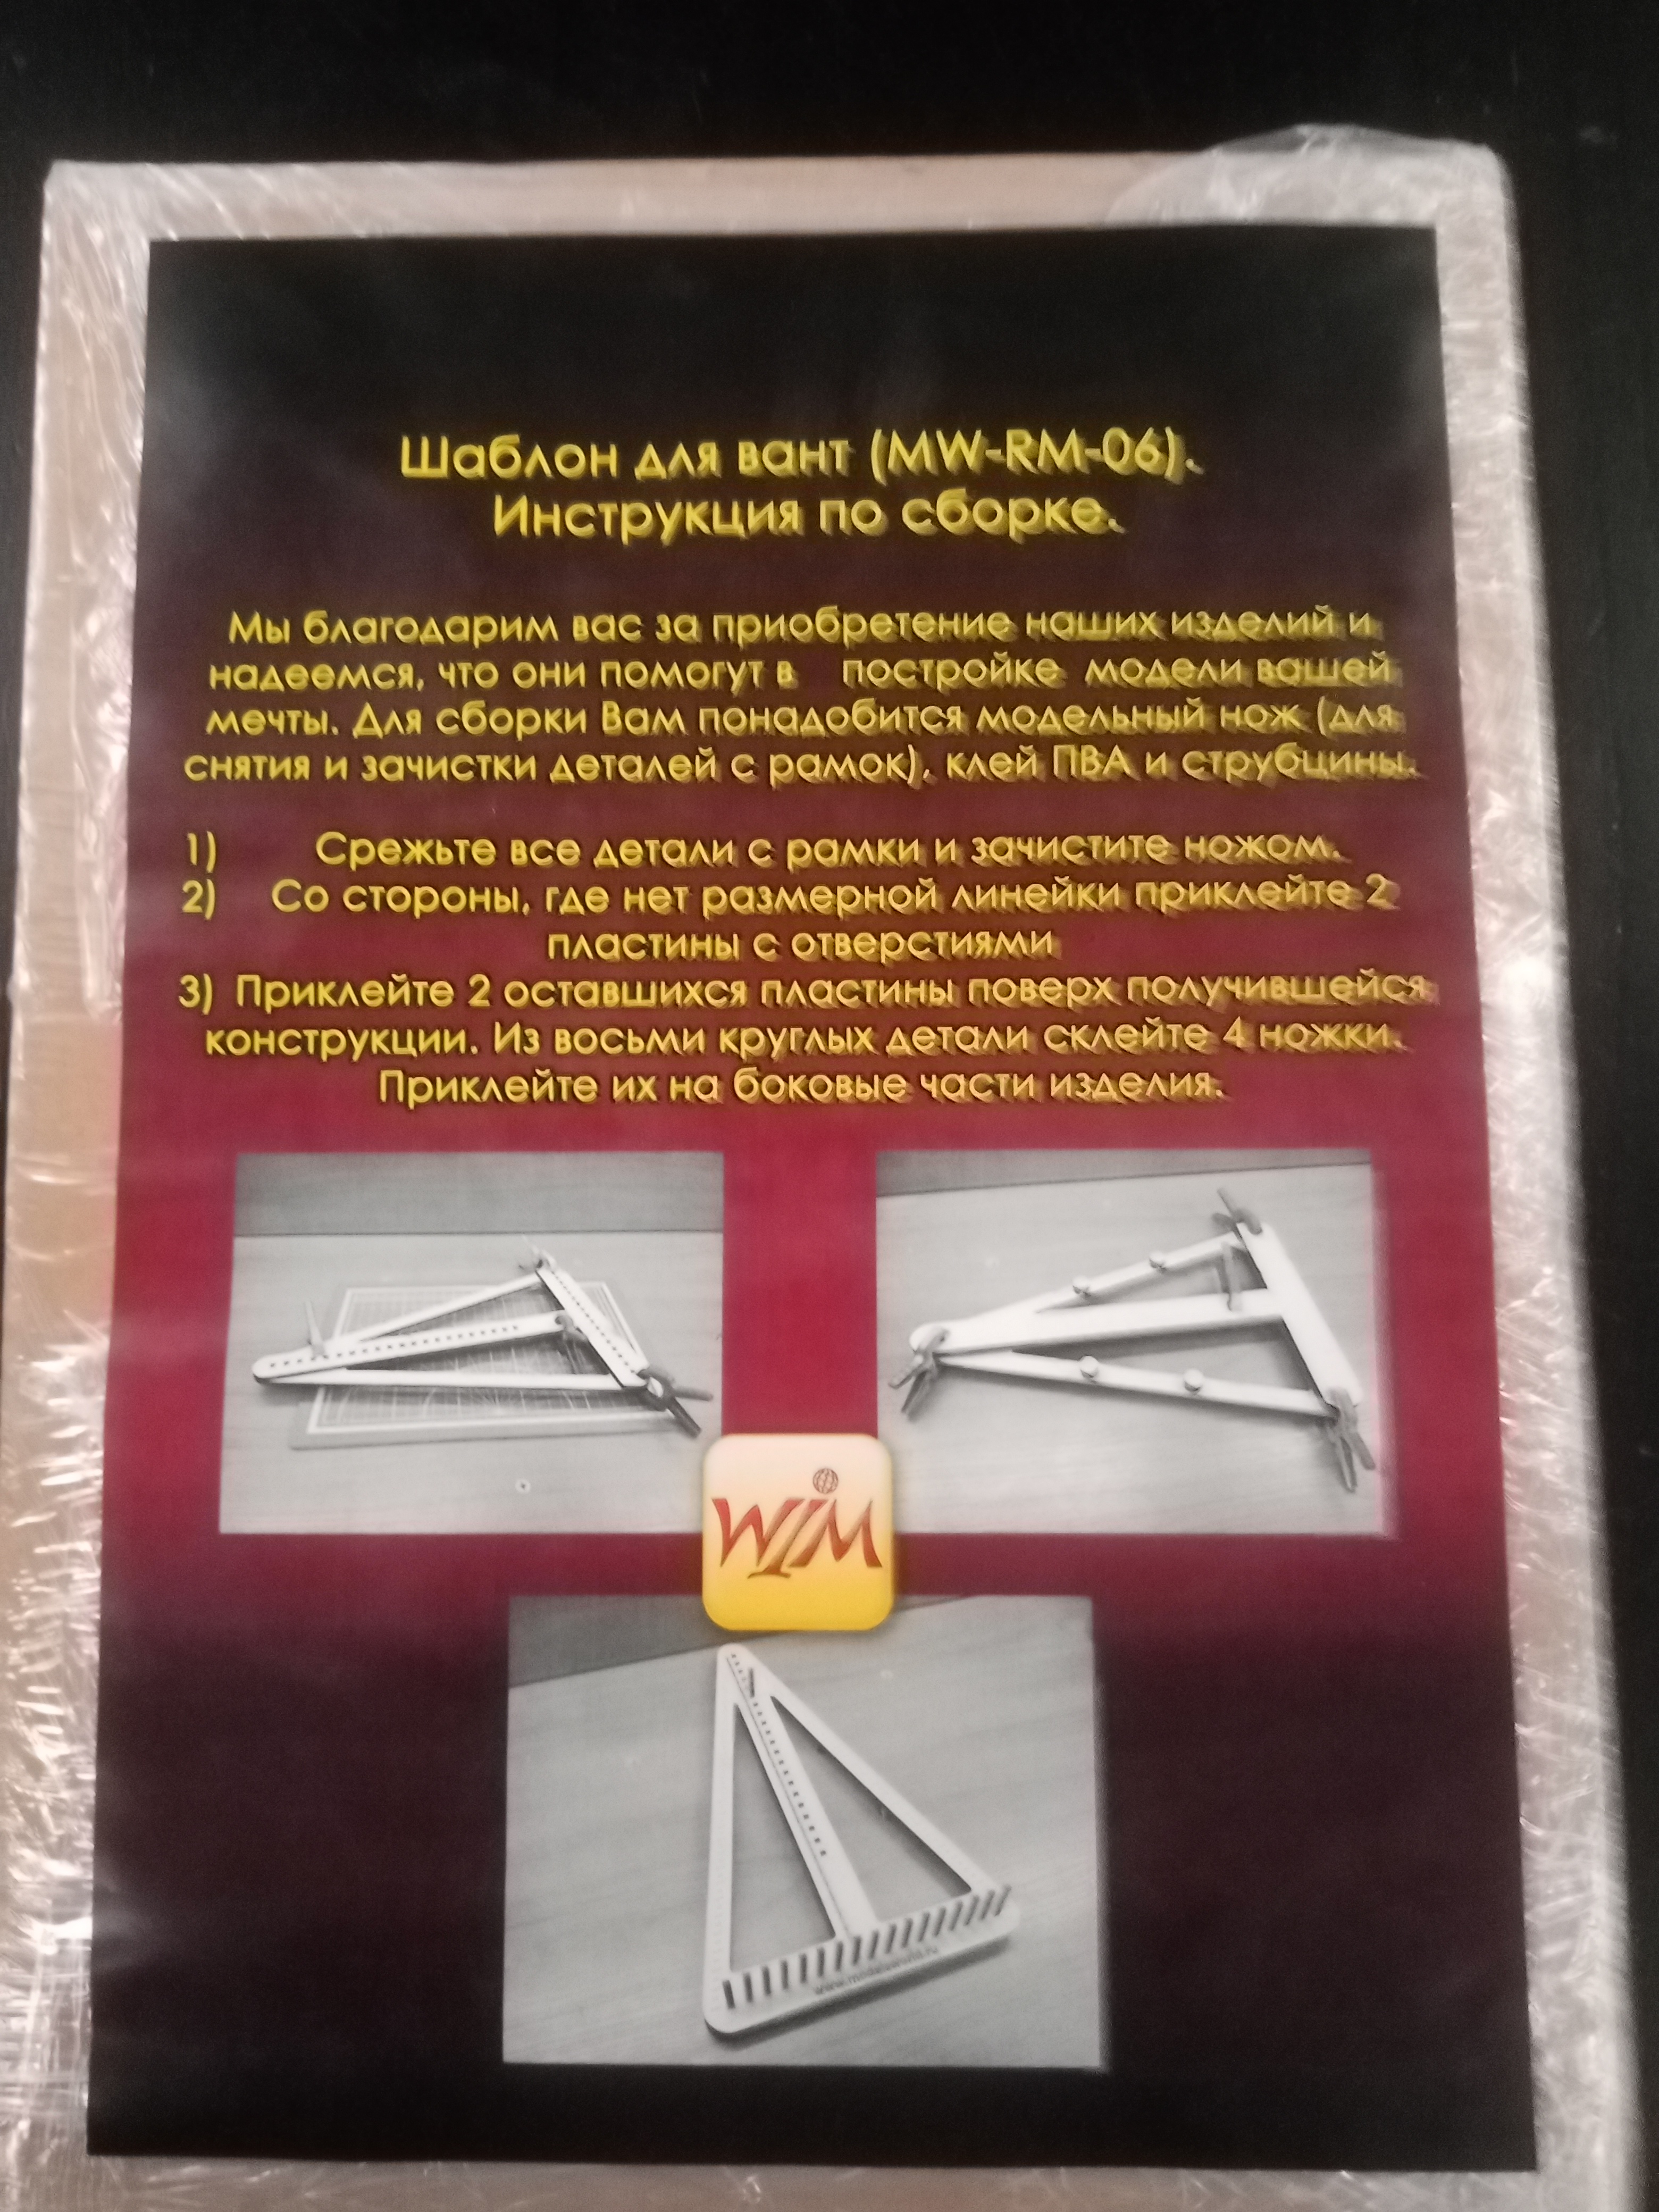 Шаблон для вант (MW-RM-06).
Инструкция по сборке.
Мы благодарим вас за приобретение наших изделий и
надеемся, что они помогут в постройке модели вашей
мечты. Для сборки Вам понадобится модельный нож (для
снятия и зачистки деталей с рамок), клей ПВА и струбцины.
1) Срежьте все детали с рамки и зачистите ножом.
2) Со стороны, где нет размерной линейки приклейте 2
пластины с отверстиями
3) Приклейте 2 оставшихся пластины поверх получившейся
конструкции. Из восьми круглых детали склейте 4 ножки.
Приклейте их на боковые части изделия.
WIM